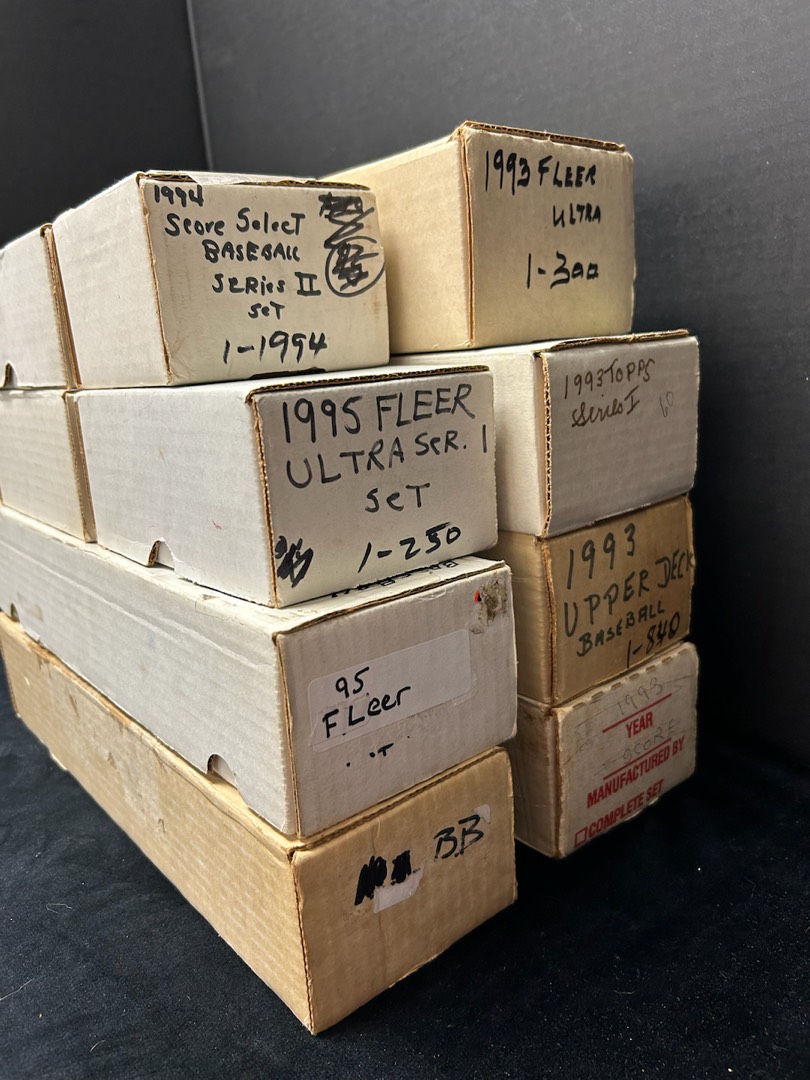 1994
Score Select
BASEBALL
SERies II
SeT
1-1994
1993 FLEER
ULTRA
1-300
1995 FLEER
ULTRA SeR. 1
SeT
1-250
1993 TOPPS
Series I
60
95
FLeer
1993
UPPER DECK
BASEBALL
1-840
BB
1993
YEAR
SCORE
MANUFACTURED BY
COMPLETE SET